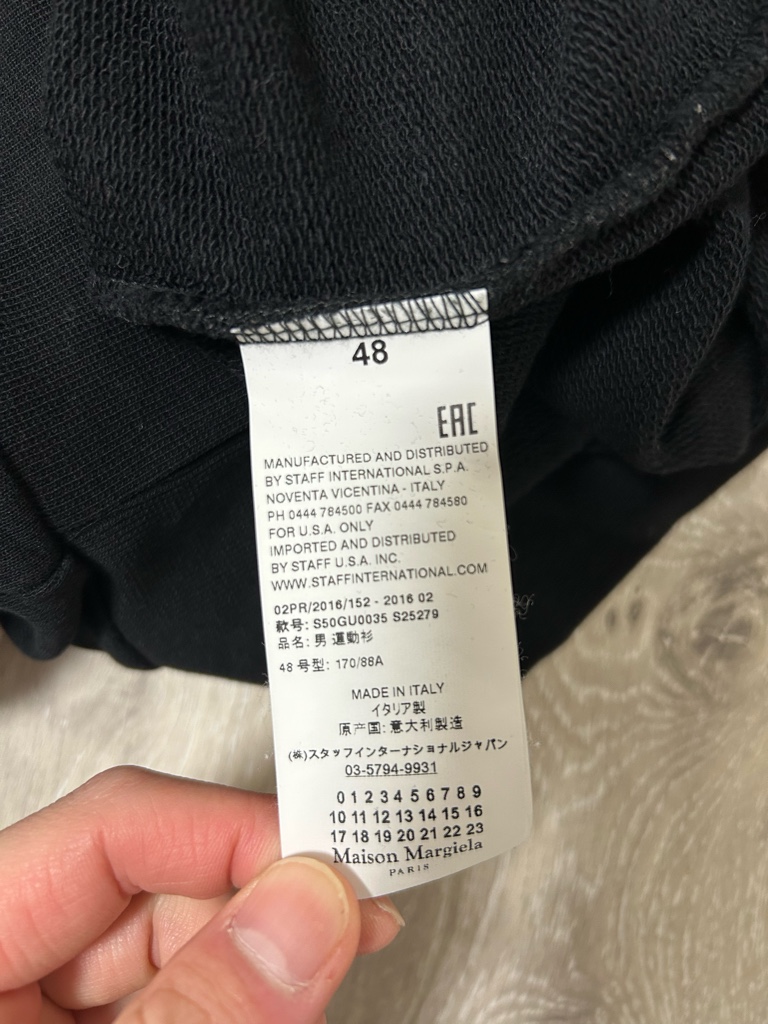 48
EAC
MANUFACTURED AND DISTRIBUTED
BY STAFF INTERNATIONAL S.P.A.
NOVENTA VICENTINA - ITALY
PH 0444 784500 FAX 0444 784580
FOR U.S.A. ONLY
IMPORTED AND DISTRIBUTED
BY STAFF U.S.A. INC.
WWW.STAFFINTERNATIONAL.COM
02PR/2016/152 - 2016 02
款号: S50GU0035 S25279
品名: 男 運動衫
48 号型: 170/88A
MADE IN ITALY
イタリア製
原产国: 意大利製造
(株)スタッフインターナショナルジャパン
03-5794-9931
0 1 2 3 4 5 6 7 8 9
10 11 12 13 14 15 16
17 18 19 20 21 22 23
Maison Margiela
PARIS